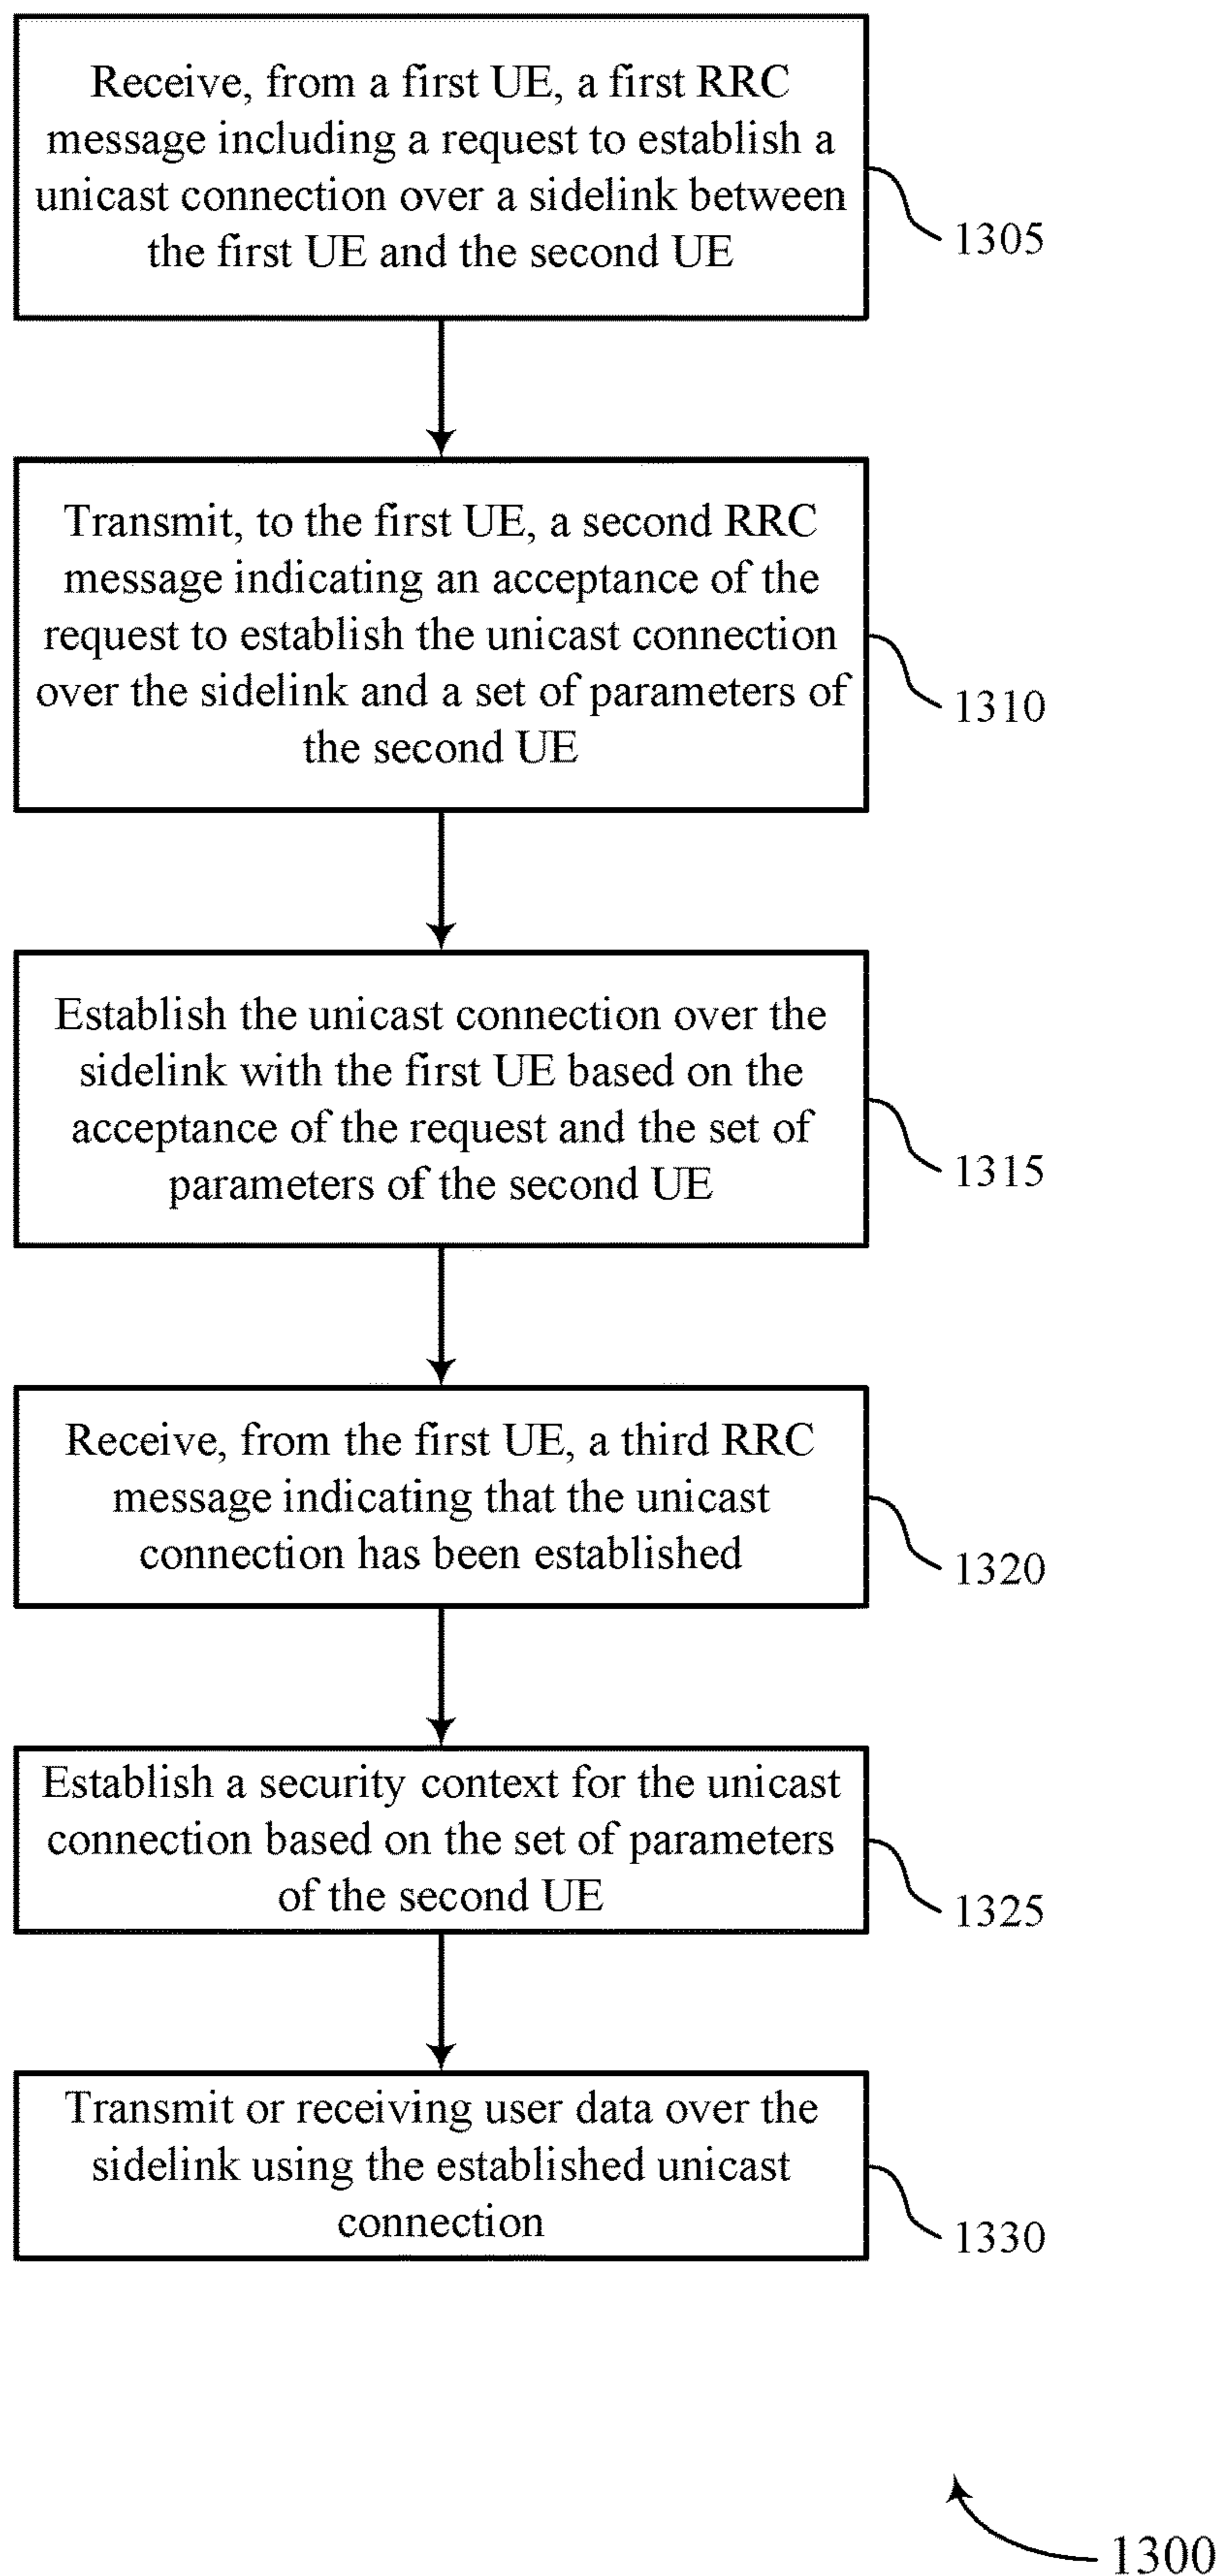 Receive, from a first UE, a first RRC
message including a request to establish a
unicast connection over a sidelink between
the first UE and the second UE
1305
Transmit, to the first UE, a second RRC
message indicating an acceptance of the
request to establish the unicast connection
over the sidelink and a set of parameters of
the second UE
1310
Establish the unicast connection over the
sidelink with the first UE based on the
acceptance of the request and the set of
parameters of the second UE
1315
Receive, from the first UE, a third RRC
message indicating that the unicast
connection has been established
1320
Establish a security context for the unicast
connection based on the set of parameters
of the second UE
1325
Transmit or receiving user data over the
sidelink using the established unicast
connection
1330
1300